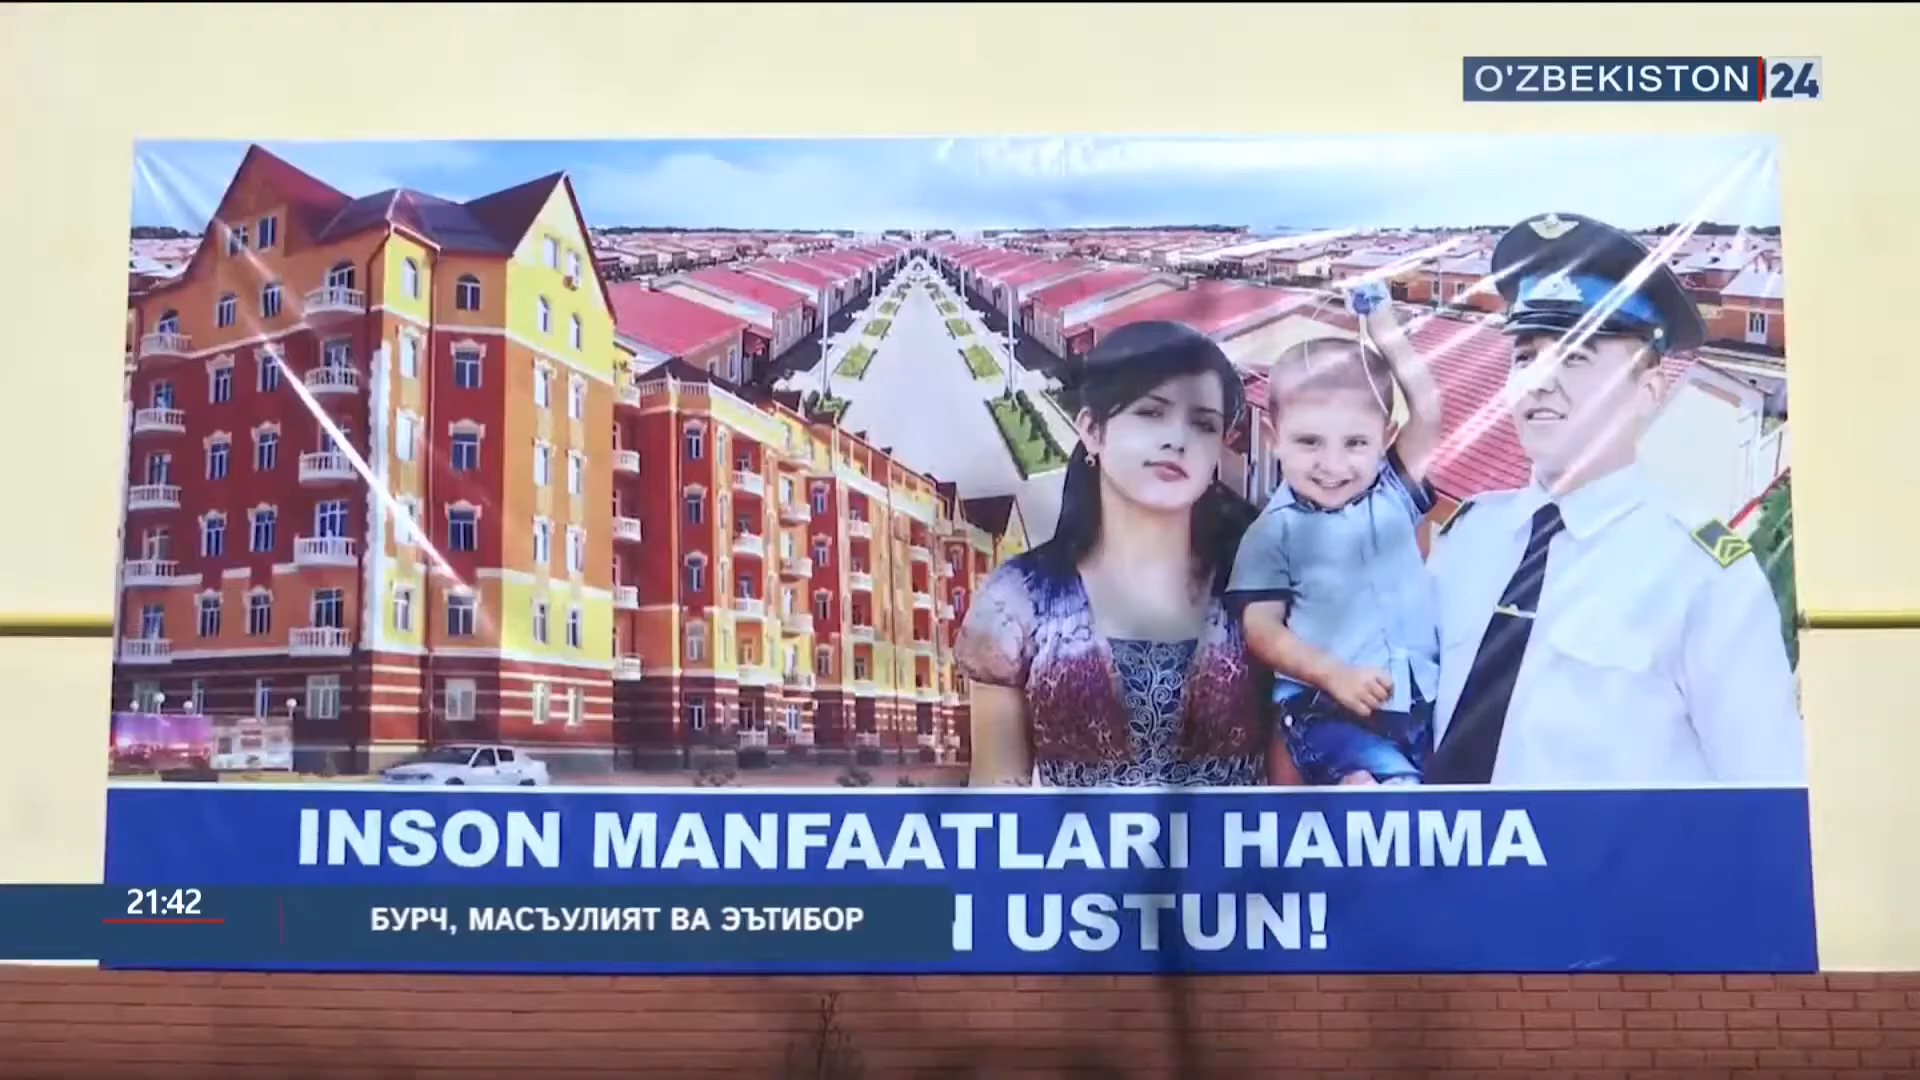 O'ZBEKISTON 24
INSON MANFAATLARI HAMMA
USTUN!
21:42
БУРЧ, МАСЪУЛИЯТ ВА ЭЪТИБОР